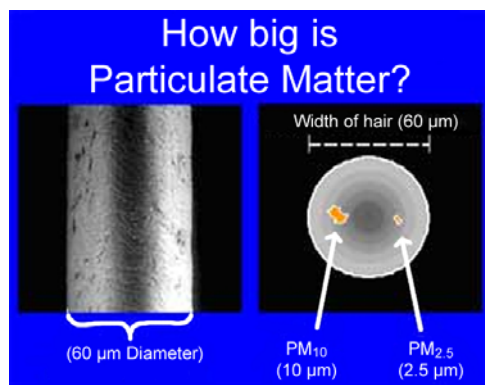 How big is
Particulate Matter?
Width of hair (60 μm)
(60 μm Diameter)
PM₁₀
(10 μm)
PM₂.₅
(2.5 μm)